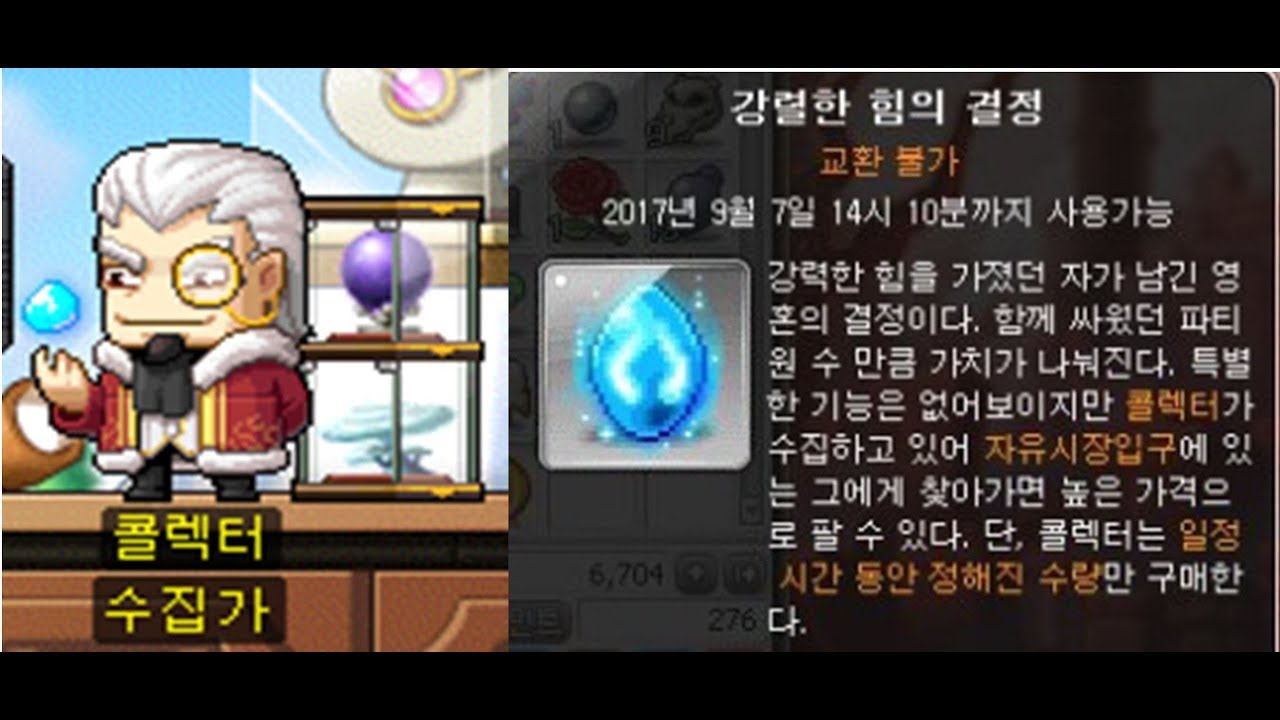 콜렉터
수집가
강렬한 힘의 결정
교환 불가
2017년 9월 7일 14시 10분까지 사용가능
강력한 힘을 가졌던 자가 남긴 영
혼의 결정이다. 함께 싸웠던 파티
원 수 만큼 가치가 나눠진다. 특별
한 기능은 없어보이지만 콜렉터가
수집하고 있어 자유시장입구에 있
는 그에게 찾아가면 높은 가격으
로 팔 수 있다. 단, 콜렉터는 일정
시간 동안 정해진 수량만 구매한
다.
6,704
276